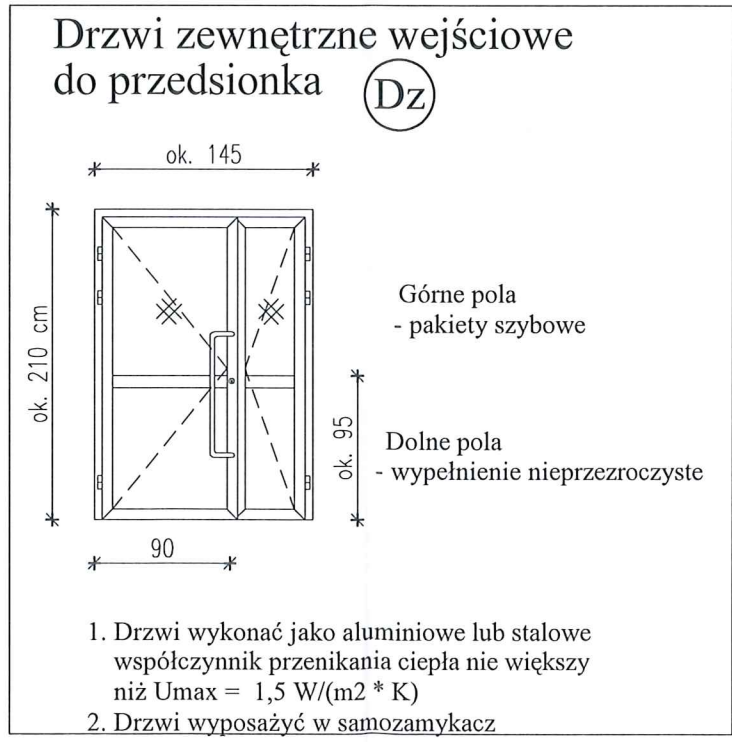 Drzwi zewnętrzne wejściowe
do przedsionka Dz
ok. 145
ok. 210 cm
Górne pola
- pakiety szybowe
ok. 95
Dolne pola
- wypełnienie nieprzezroczyste
90
1. Drzwi wykonać jako aluminiowe lub stalowe
współczynnik przenikania ciepła nie większy
niż Umax = 1,5 W/(m2 * K)
2. Drzwi wyposażyć w samozamykacz